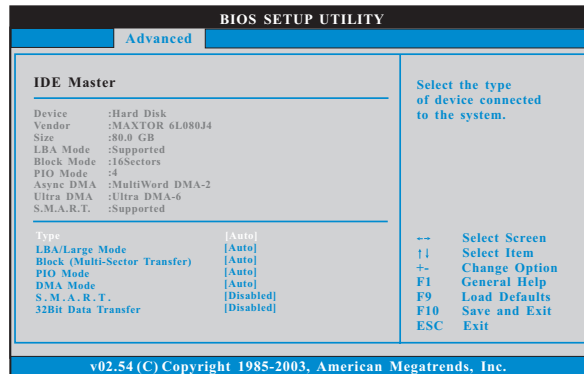 BIOS SETUP UTILITY
Advanced
IDE Master
Device :Hard Disk
Vendor :MAXTOR 6L080J4
Size :80.0 GB
LBA Mode :Supported
Block Mode :16Sectors
PIO Mode :4
Async DMA :MultiWord DMA-2
Ultra DMA :Ultra DMA-6
S.M.A.R.T. :Supported
Type [Auto]
LBA/Large Mode [Auto]
Block (Multi-Sector Transfer) [Auto]
PIO Mode [Auto]
DMA Mode [Auto]
S.M.A.R.T. [Disabled]
32Bit Data Transfer [Disabled]
Select the type
of device connected
to the system.
←→ Select Screen
↑↓ Select Item
+- Change Option
F1 General Help
F9 Load Defaults
F10 Save and Exit
ESC Exit
v02.54 (C) Copyright 1985-2003, American Megatrends, Inc.